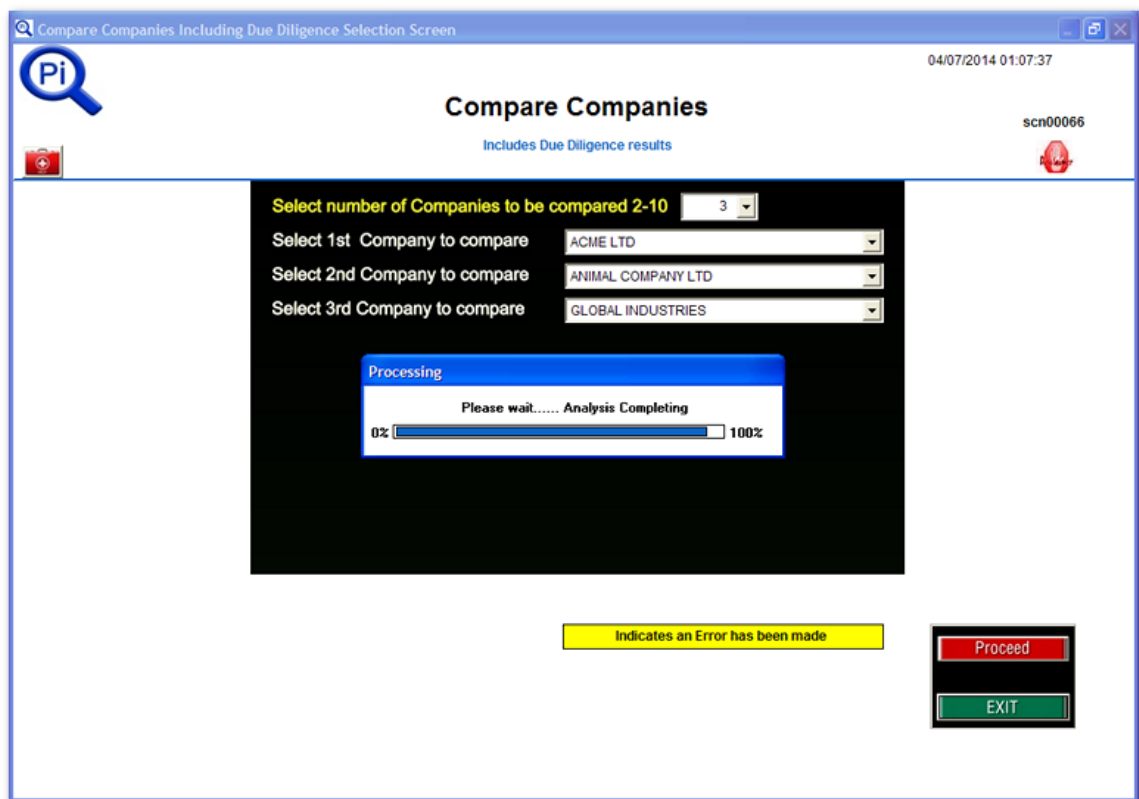 Compare Companies Including Due Diligence Selection Screen
Pi
04/07/2014 01:07:37
Compare Companies
scn00066
Includes Due Diligence results
Select number of Companies to be compared 2-10 3
Select 1st Company to compare ACME LTD
Select 2nd Company to compare ANIMAL COMPANY LTD
Select 3rd Company to compare GLOBAL INDUSTRIES
Processing
Please wait...... Analysis Completing
0% 100%
Indicates an Error has been made
Proceed
EXIT